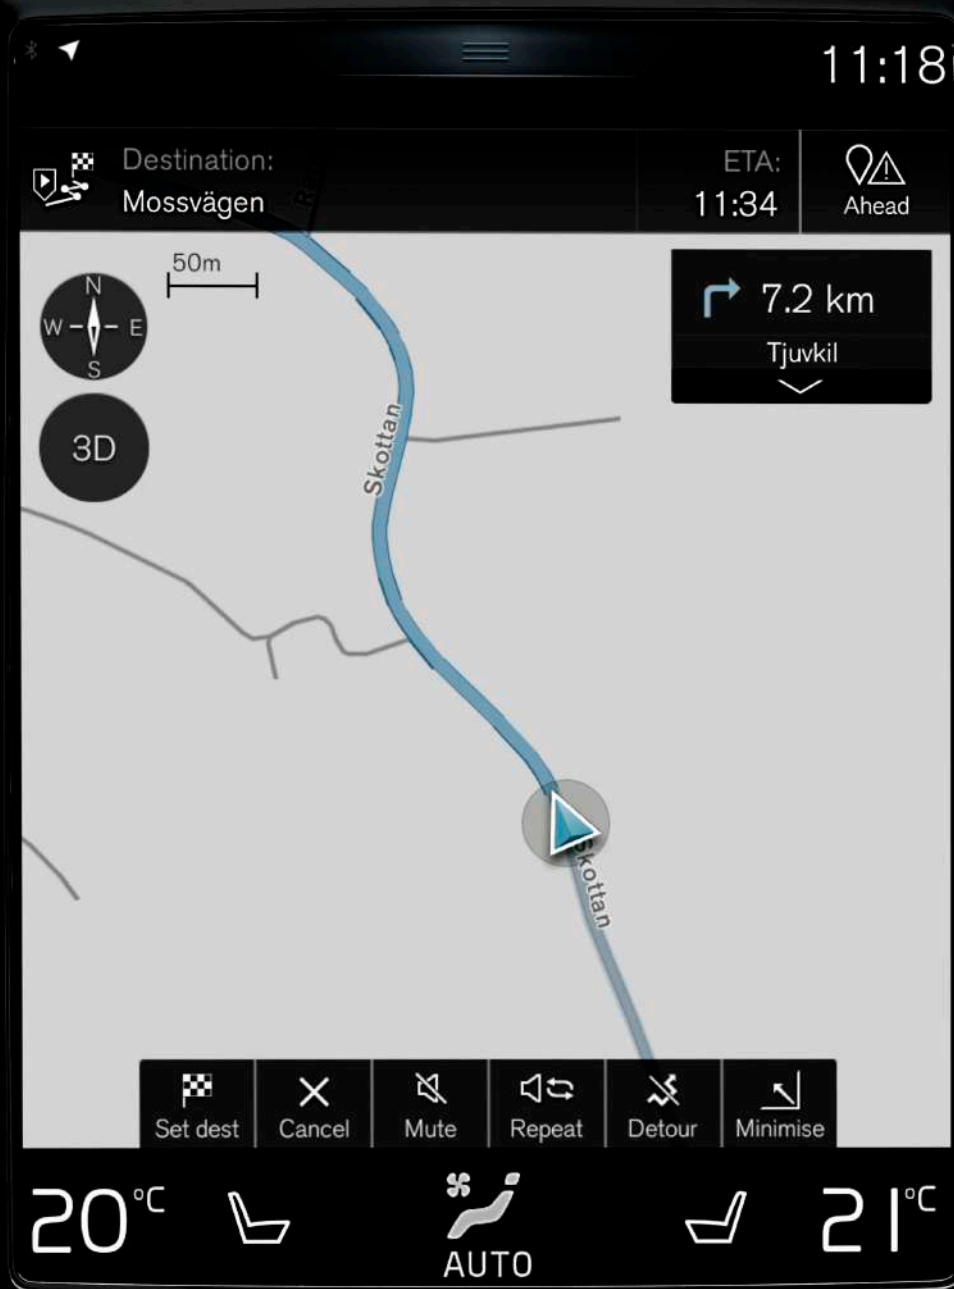 11:18
Destination:
Mossvägen
ETA:
11:34
Ahead
50m
N
W
E
S
7.2 km
Tjuvkil
3D
Skottan
Skottan
Set dest
Cancel
Mute
Repeat
Detour
Minimise
20°C
AUTO
21°C